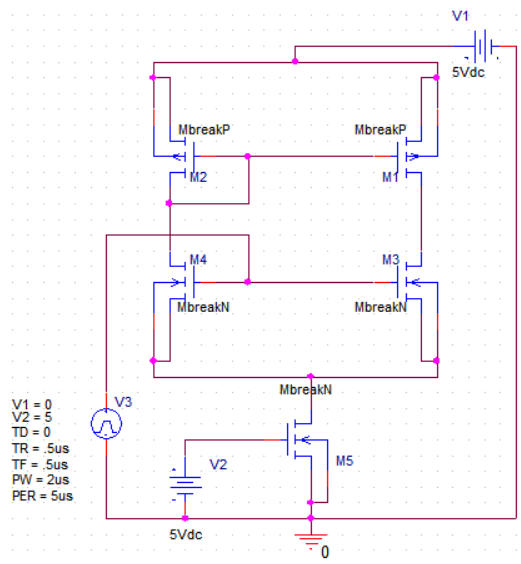 V1
5Vdc
MbreakP
MbreakP
M2
M1
M4
M3
MbreakN
MbreakN
V1 = 0
V2 = 5
TD = 0
TR = .5us
TF = .5us
PW = 2us
PER = 5us
V3
MbreakN
V2
M5
5Vdc
0